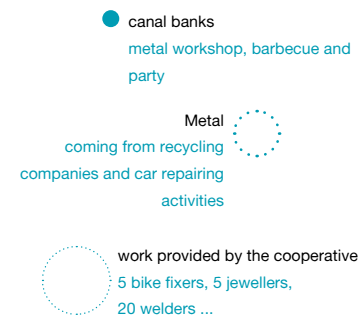 canal banks
metal workshop, barbecue and
party
Metal
coming from recycling
companies and car repairing
activities
work provided by the cooperative
5 bike fixers, 5 jewellers,
20 welders ...